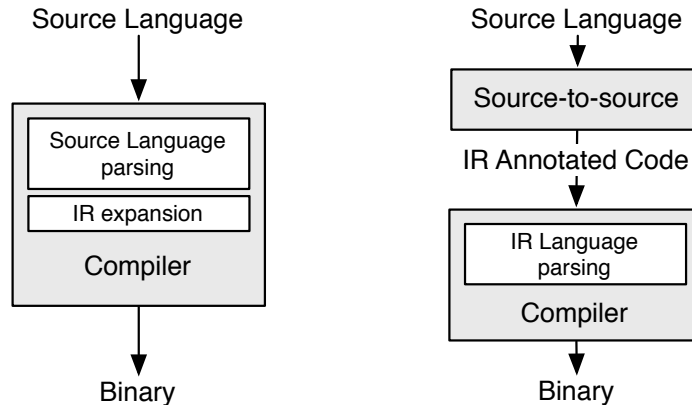 Source Language
Source Language
parsing
IR expansion
Compiler
Binary
Source Language
Source-to-source
IR Annotated Code
IR Language
parsing
Compiler
Binary